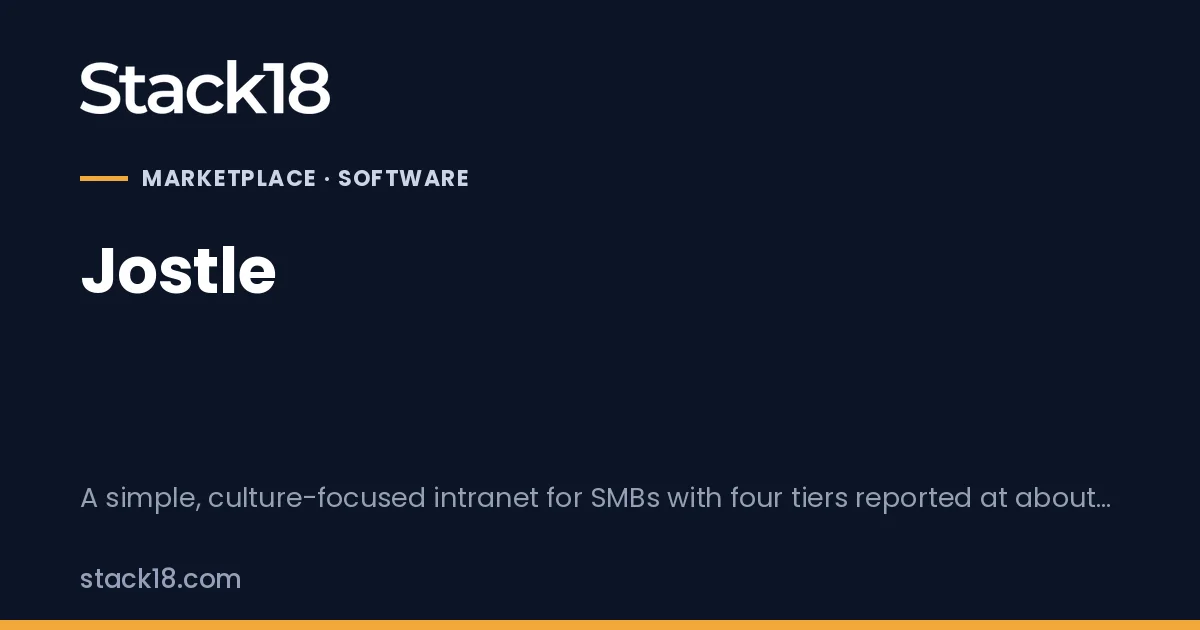 Stack18
MARKETPLACE · SOFTWARE
Jostle
A simple, culture-focused intranet for SMBs with four tiers reported at about…
stack18.com